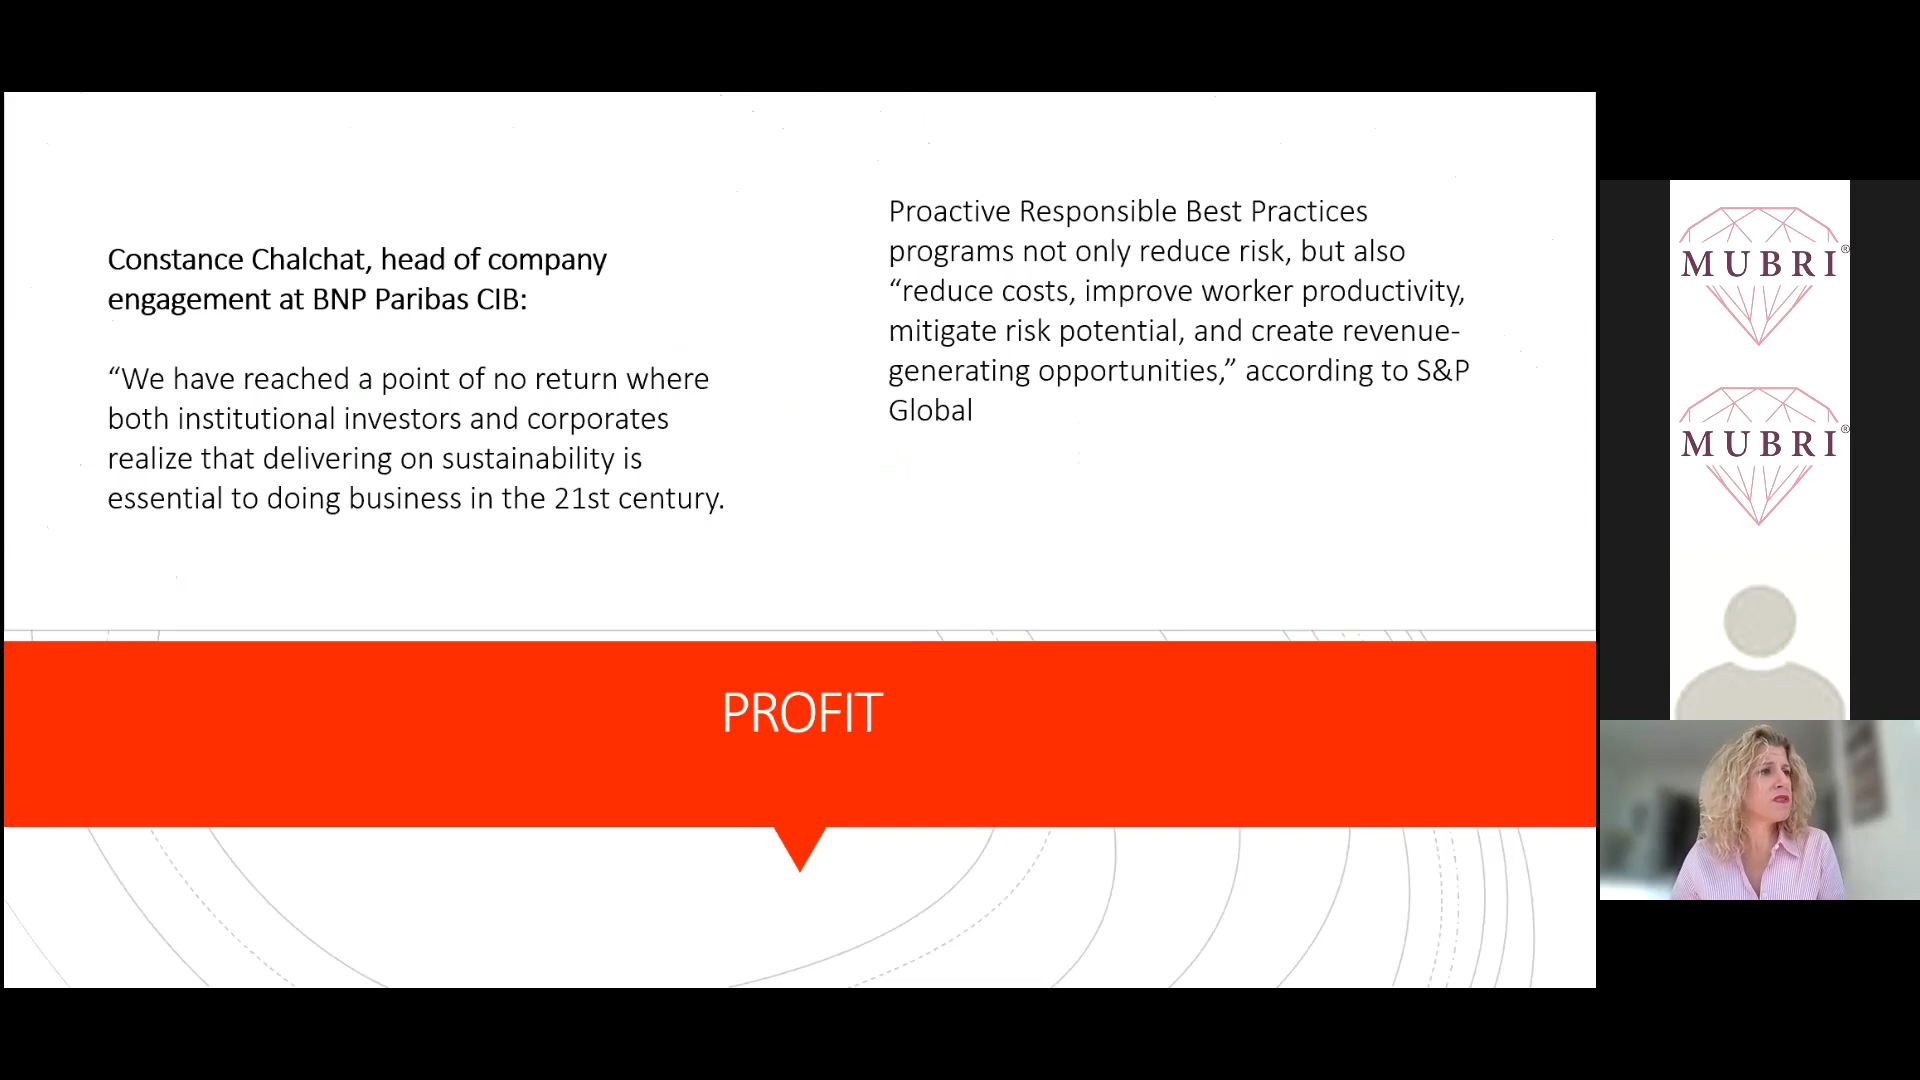 Constance Chalchat, head of company
engagement at BNP Paribas CIB:
“We have reached a point of no return where
both institutional investors and corporates
realize that delivering on sustainability is
essential to doing business in the 21st century.
Proactive Responsible Best Practices
programs not only reduce risk, but also
“reduce costs, improve worker productivity,
mitigate risk potential, and create revenue-
generating opportunities,” according to S&P
Global
PROFIT
MUBRI®
MUBRI®